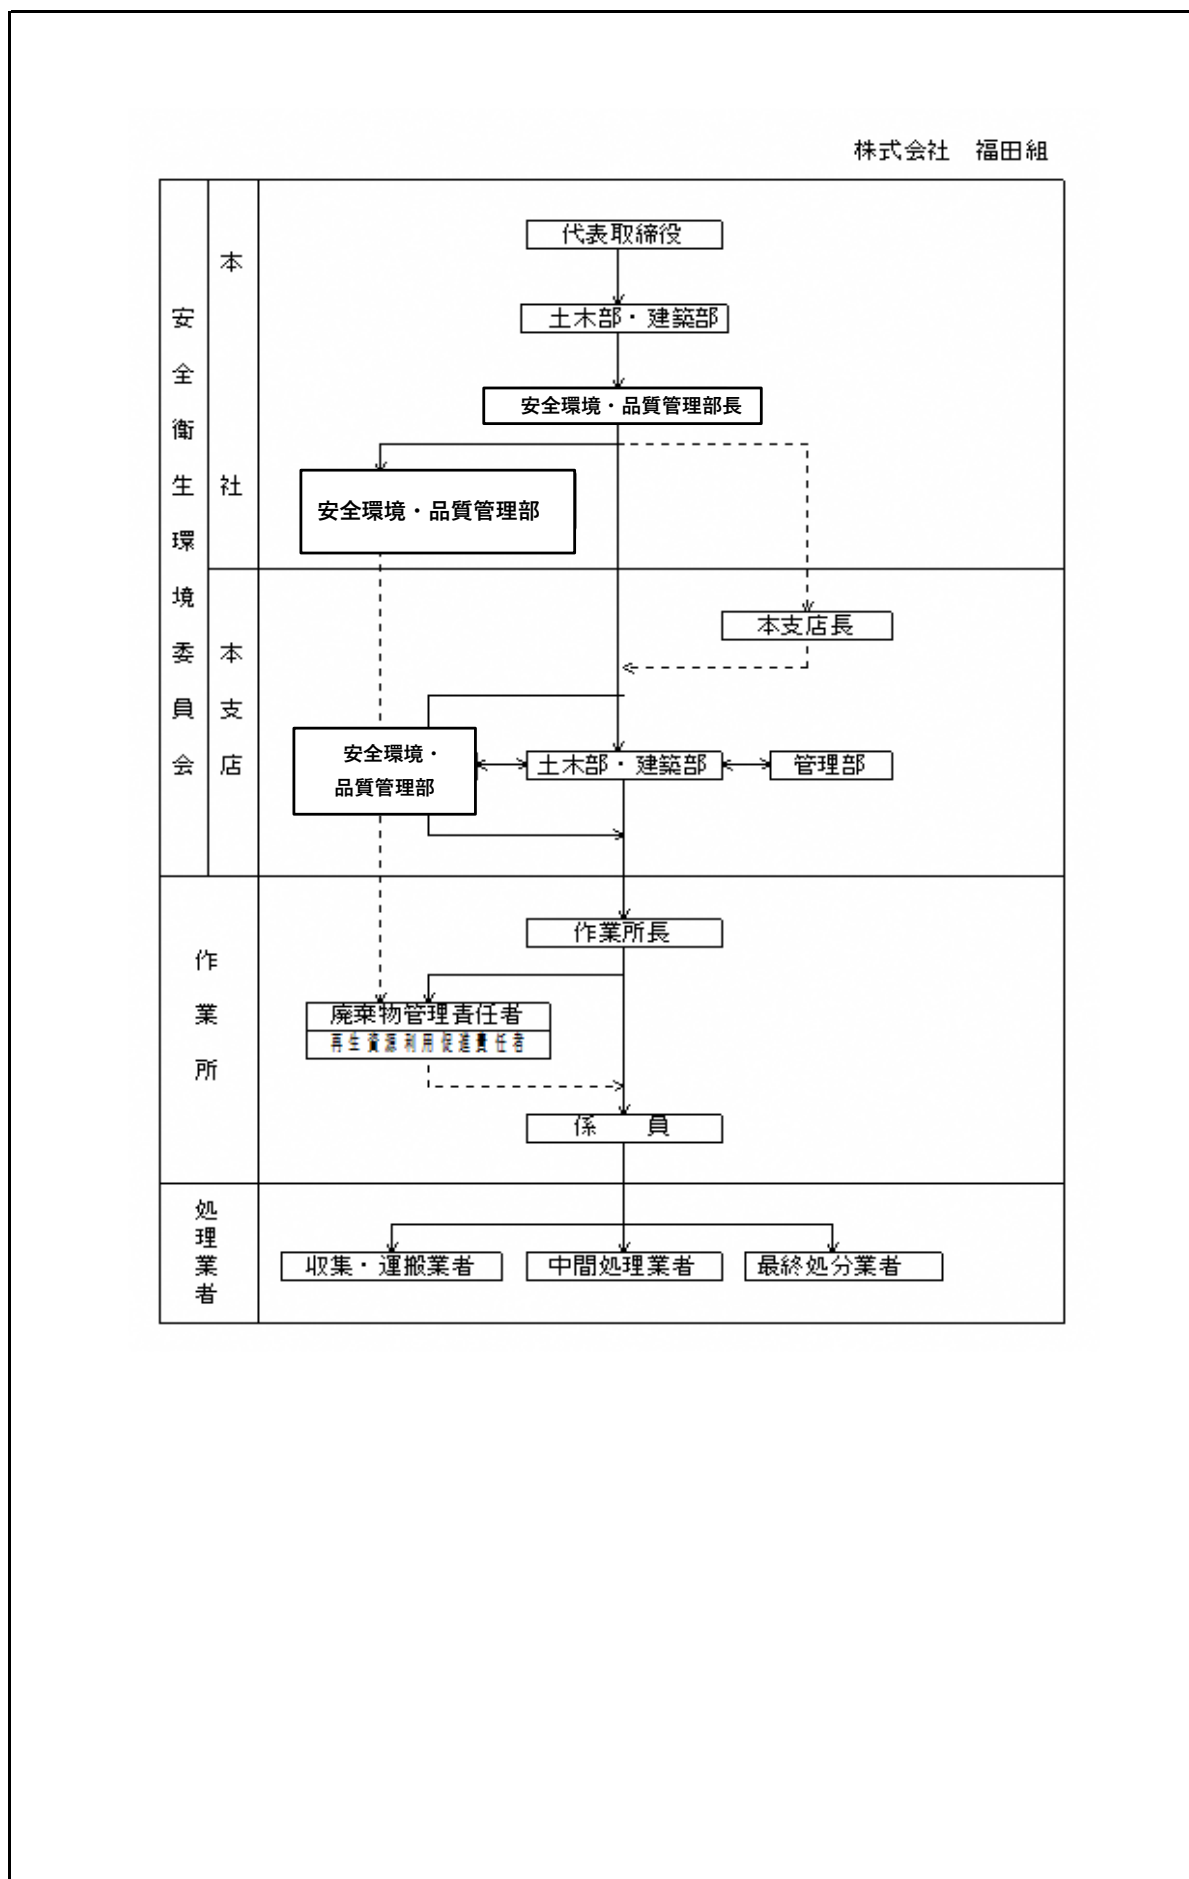 株式会社　福田組
安全衛生環境委員会
本社
代表取締役
土木部・建築部
安全環境・品質管理部長
安全環境・品質管理部
本支店
本支店長
安全環境・
品質管理部
土木部・建築部
管理部
作業所
作業所長
廃棄物管理責任者
再生資源利用促進責任者
係　　員
処理業者
収集・運搬業者
中間処理業者
最終処分業者